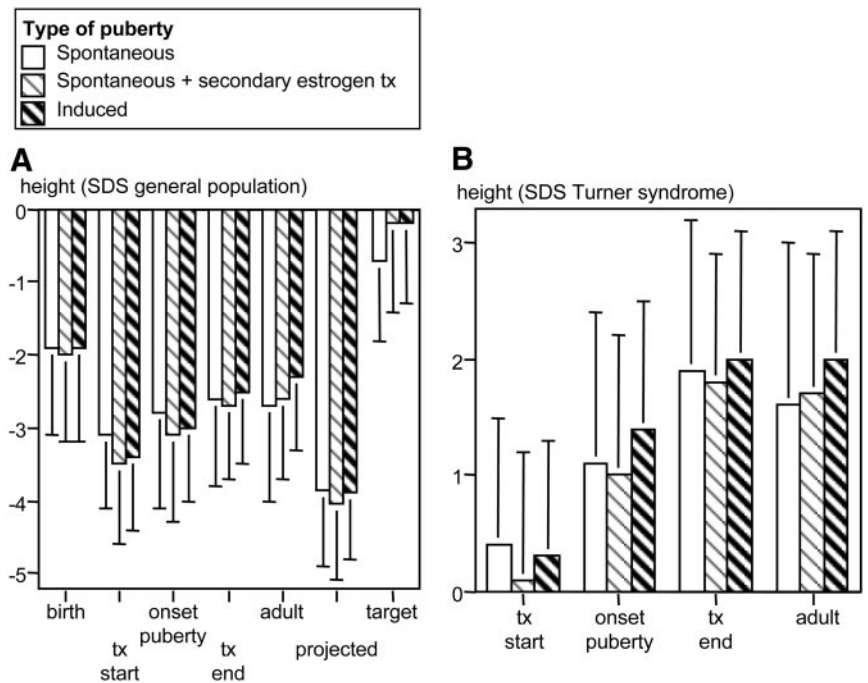 Type of puberty
Spontaneous
Spontaneous + secondary estrogen tx
Induced
A
height (SDS general population)
0
-1
-2
-3
-4
-5
birth
tx
start
onset
puberty
tx
end
adult
projected
target
B
height (SDS Turner syndrome)
3
2
1
0
tx
start
onset
puberty
tx
end
adult